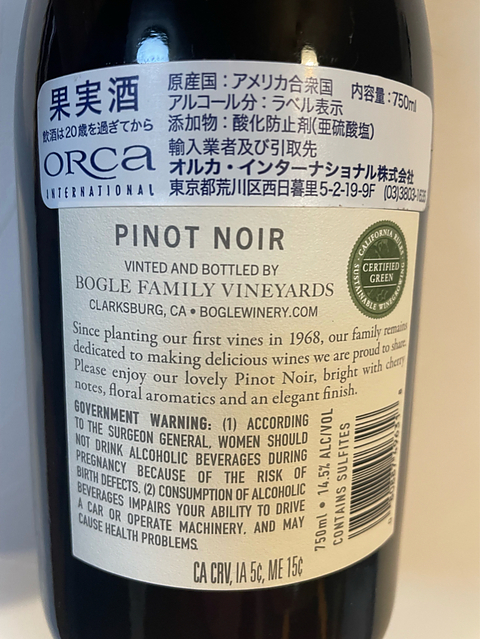 果実酒
飲酒は20歳を過ぎてから
ORCa
INTERNATIONAL
原産国：アメリカ合衆国 内容量：750ml
アルコール分：ラベル表示
添加物：酸化防止剤(亜硫酸塩)
輸入業者及び引取先
オルカ・インターナショナル株式会社
東京都荒川区西日暮里5-2-19-9F (03)3803-
PINOT NOIR
VINTED AND BOTTLED BY
BOGLE FAMILY VINEYARDS
CLARKSBURG, CA • BOGLEWINERY.COM
CALIFORNIA RULES
CERTIFIED
GREEN
SUSTAINABLE WINEGROWING
Since planting our first vines in 1968, our family remains
dedicated to making delicious wines we are proud to share.
Please enjoy our lovely Pinot Noir, bright with cherry
notes, floral aromatics and an elegant finish.
GOVERNMENT WARNING: (1) ACCORDING
TO THE SURGEON GENERAL, WOMEN SHOULD
NOT DRINK ALCOHOLIC BEVERAGES DURING
PREGNANCY BECAUSE OF THE RISK OF
BIRTH DEFECTS. (2) CONSUMPTION OF ALCOHOLIC
BEVERAGES IMPAIRS YOUR ABILITY TO DRIVE
A CAR OR OPERATE MACHINERY, AND MAY
CAUSE HEALTH PROBLEMS.
750ml • 14.5% ALC/VOL
CONTAINS SULFITES
CA CRV, IA 5¢, ME 15¢